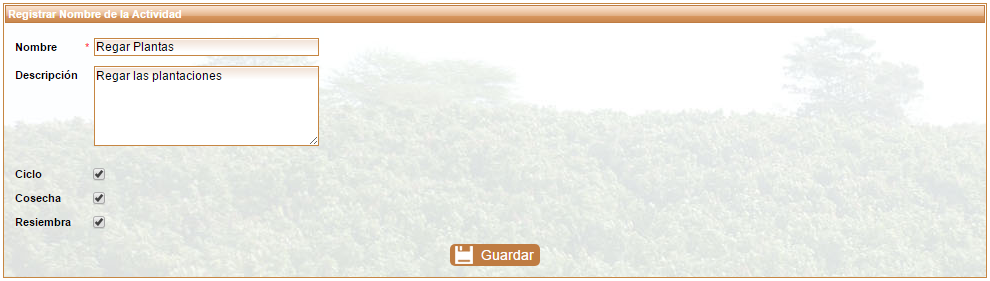 Registrar Nombre de la Actividad
Nombre * Regar Plantas
Descripción Regar las plantaciones
Ciclo
Cosecha
Resiembra
Guardar